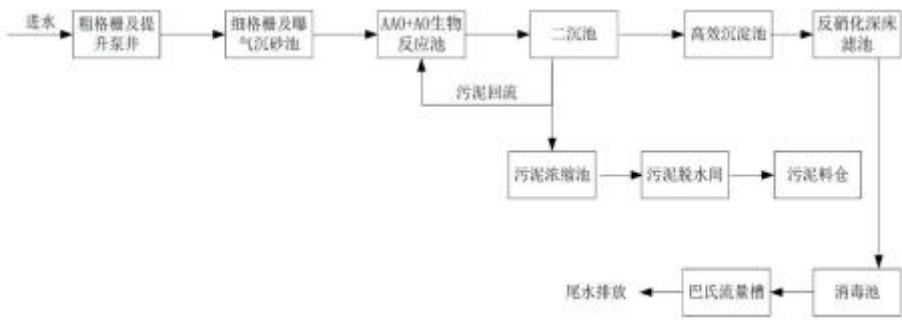 进水
粗格栅及提
升泵井
细格栅及曝
气沉砂池
AAO+AO生物
反应池
二沉池
高效沉淀池
反硝化深床
滤池
污泥回流
污泥浓缩池
污泥脱水间
污泥料仓
尾水排放
巴氏流量槽
消毒池